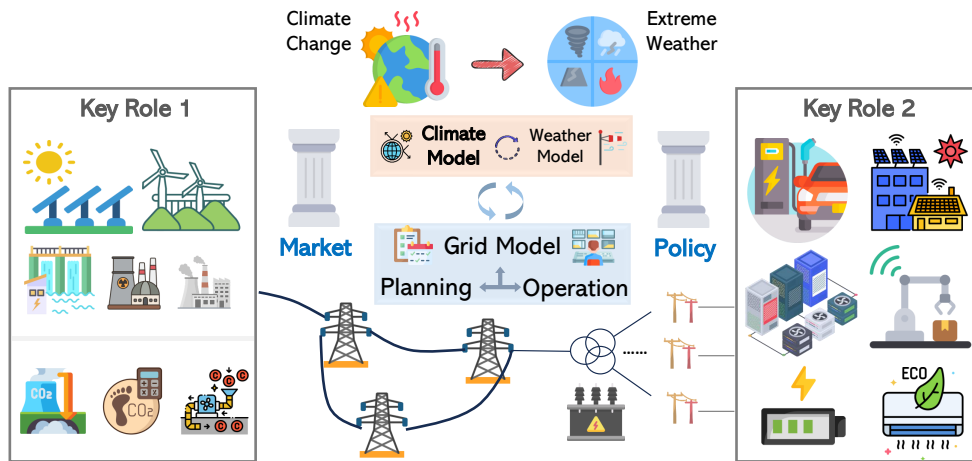 Climate
Change
Extreme
Weather
Key Role 1
Climate
Model
Weather
Model
Key Role 2
Market
Grid Model
Planning
Operation
Policy
......
CO₂
CO₂
C
C
C
C
C
C
ECO